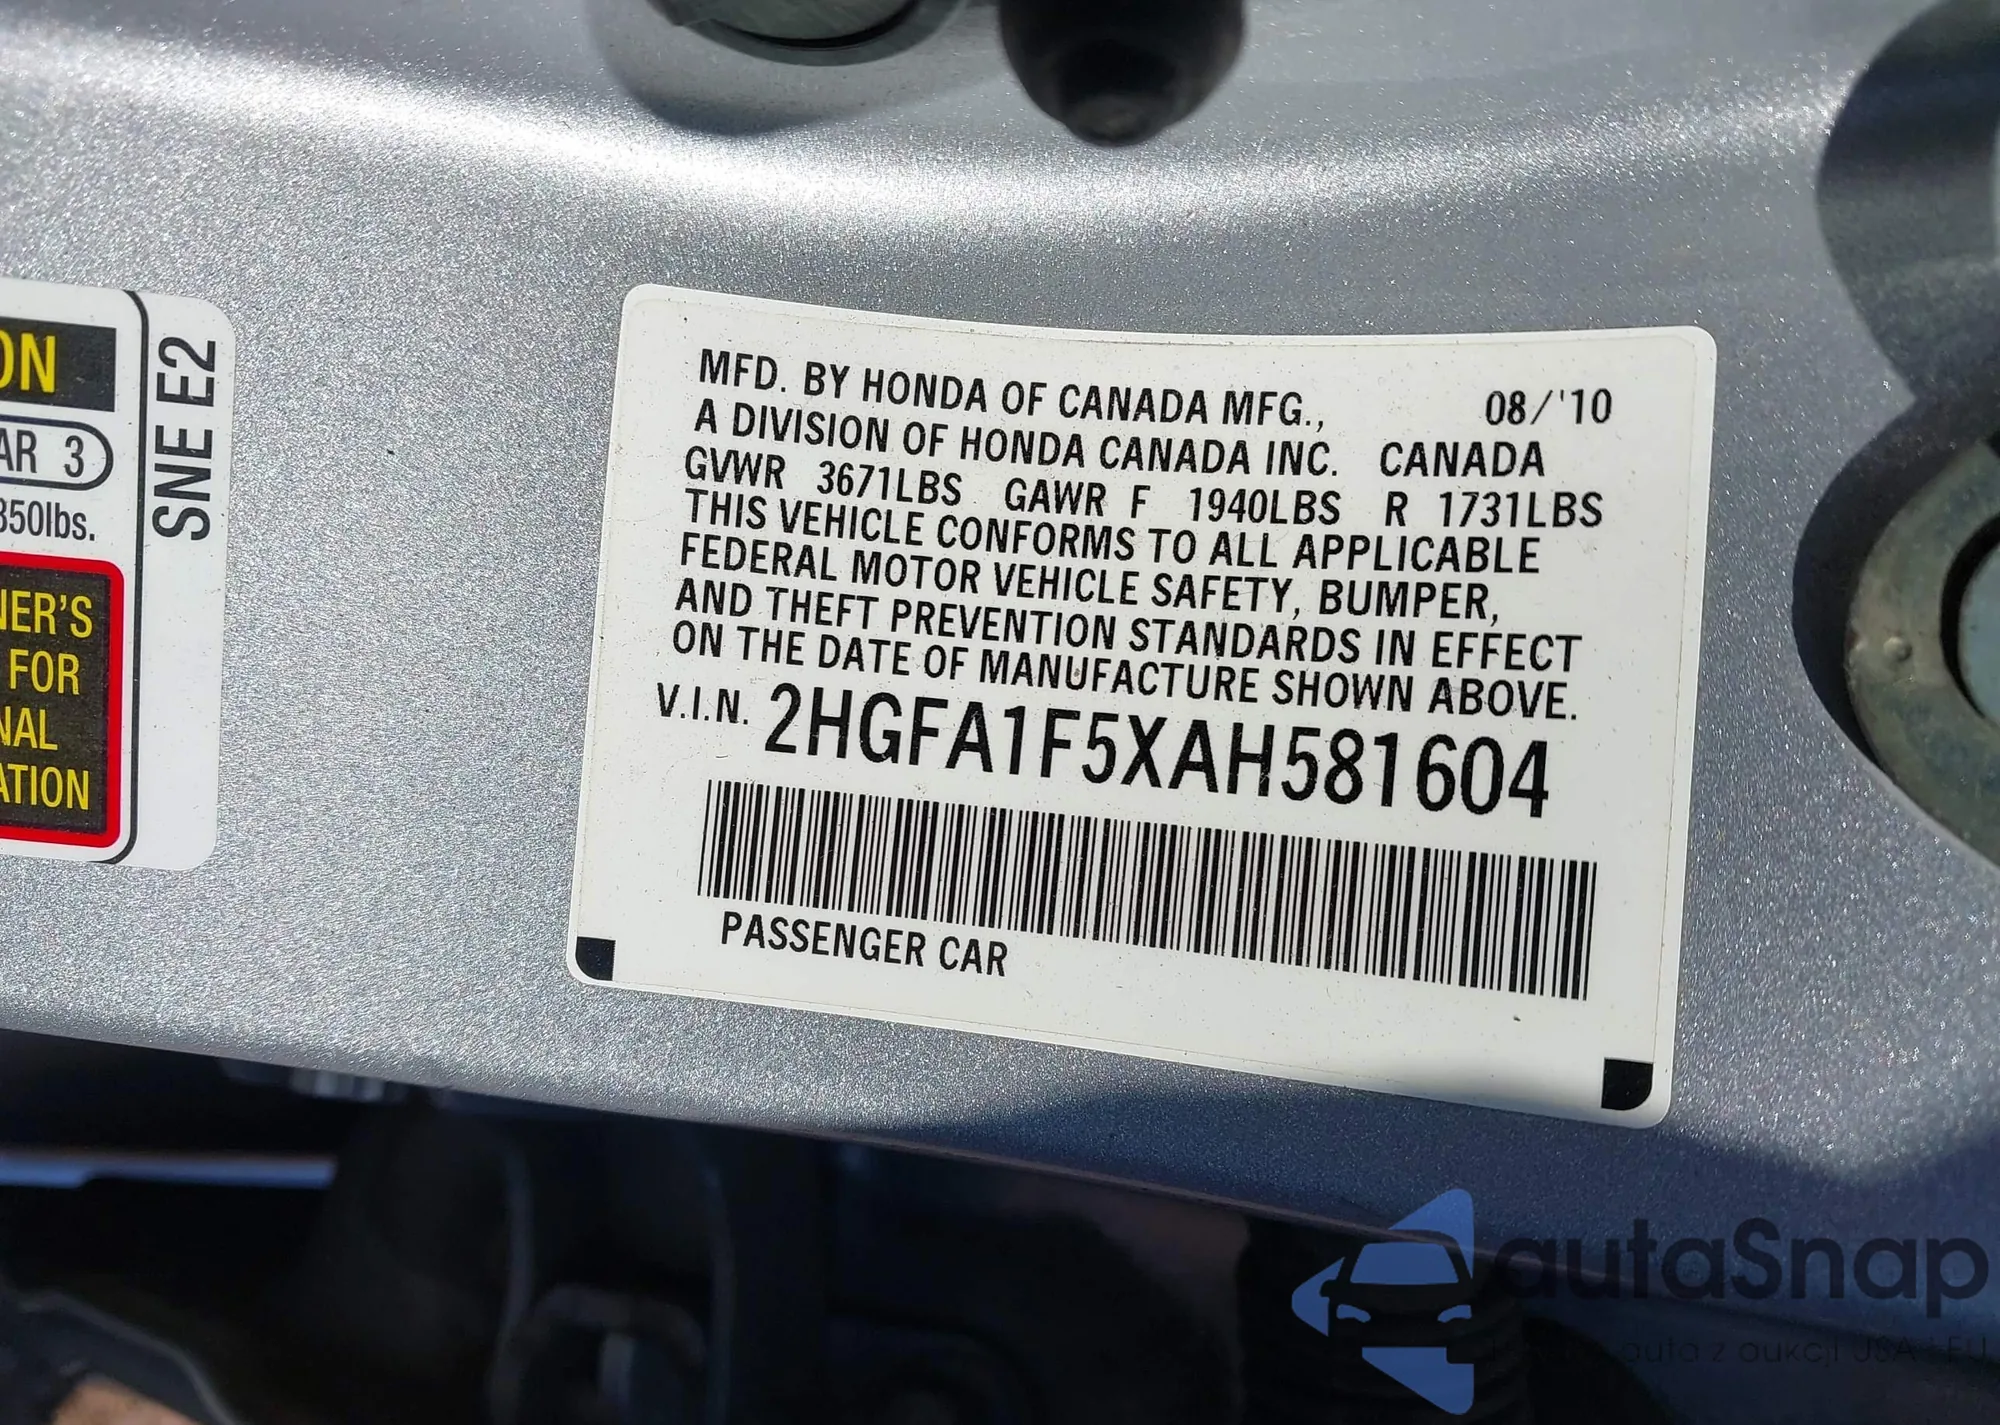 ON
AR 3
350lbs.
NER'S
FOR
NAL
ATION
SNE E2
MFD. BY HONDA OF CANADA MFG., 08/'10
A DIVISION OF HONDA CANADA INC. CANADA
GVWR 3671LBS GAWR F 1940LBS R 1731LBS
THIS VEHICLE CONFORMS TO ALL APPLICABLE
FEDERAL MOTOR VEHICLE SAFETY, BUMPER,
AND THEFT PREVENTION STANDARDS IN EFFECT
ON THE DATE OF MANUFACTURE SHOWN ABOVE.
V.I.N. 2HGFA1F5XAH581604
PASSENGER CAR
autaSnap
auta z aukcji USA